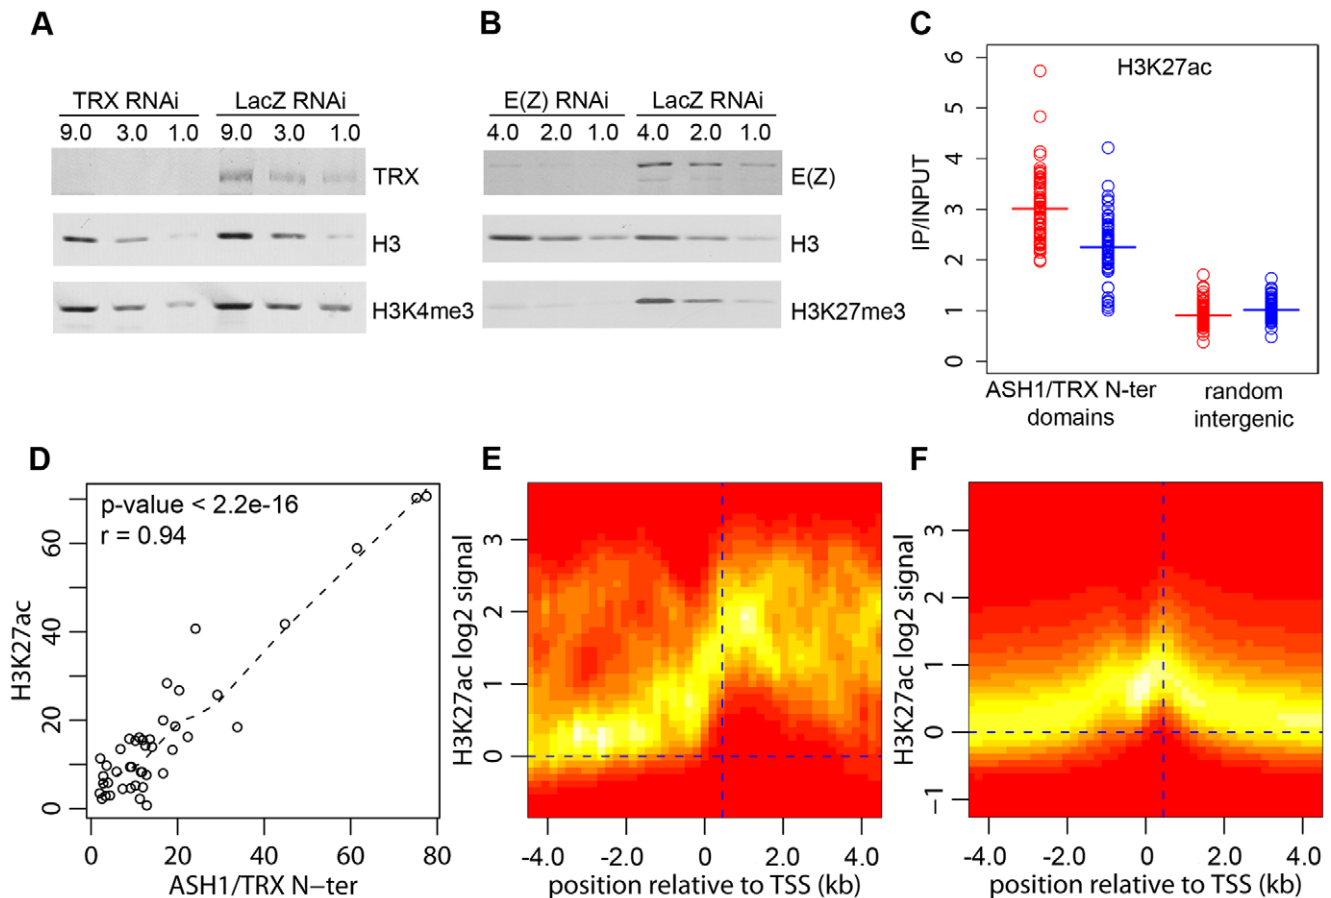 A
TRX RNAi LacZ RNAi
9.0 3.0 1.0 9.0 3.0 1.0
TRX
H3
H3K4me3
B
E(Z) RNAi LacZ RNAi
4.0 2.0 1.0 4.0 2.0 1.0
E(Z)
H3
H3K27me3
C
H3K27ac
IP/INPUT
6
5
4
3
2
1
0
ASH1/TRX N-ter
domains
random
intergenic
D
p-value < 2.2e-16
r = 0.94
H3K27ac
60
40
20
0
0 20 40 60 80
ASH1/TRX N-ter
E
H3K27ac log2 signal
3
2
1
0
-4.0 -2.0 0 2.0 4.0
position relative to TSS (kb)
F
H3K27ac log2 signal
3
2
1
0
-1
-4.0 -2.0 0 2.0 4.0
position relative to TSS (kb)